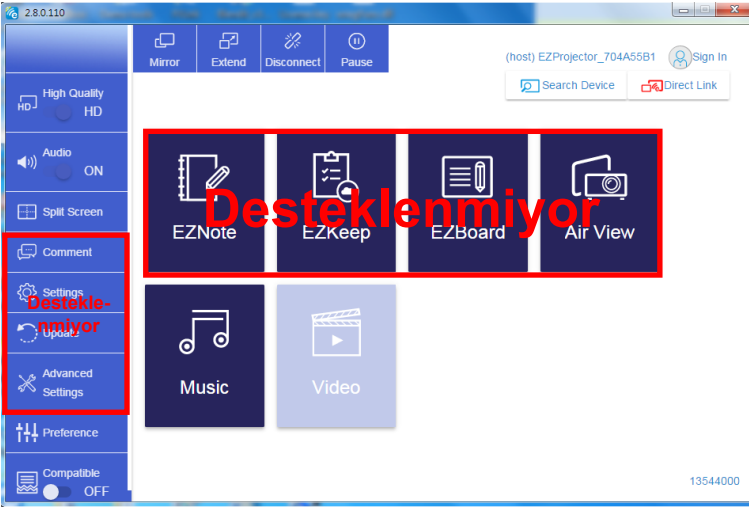 2.8.0.110
Mirror
Extend
Disconnect
Pause
(host) EZProjector_704A55B1
Sign In
Search Device
Direct Link
High Quality
HD
HD
Audio
ON
Split Screen
Comment
Settings
Update
Advanced
Settings
Preference
Compatible
OFF
Destekle-
nmiyor
EZNote
EZKeep
EZBoard
Air View
Desteklenmiyor
Music
Video
13544000